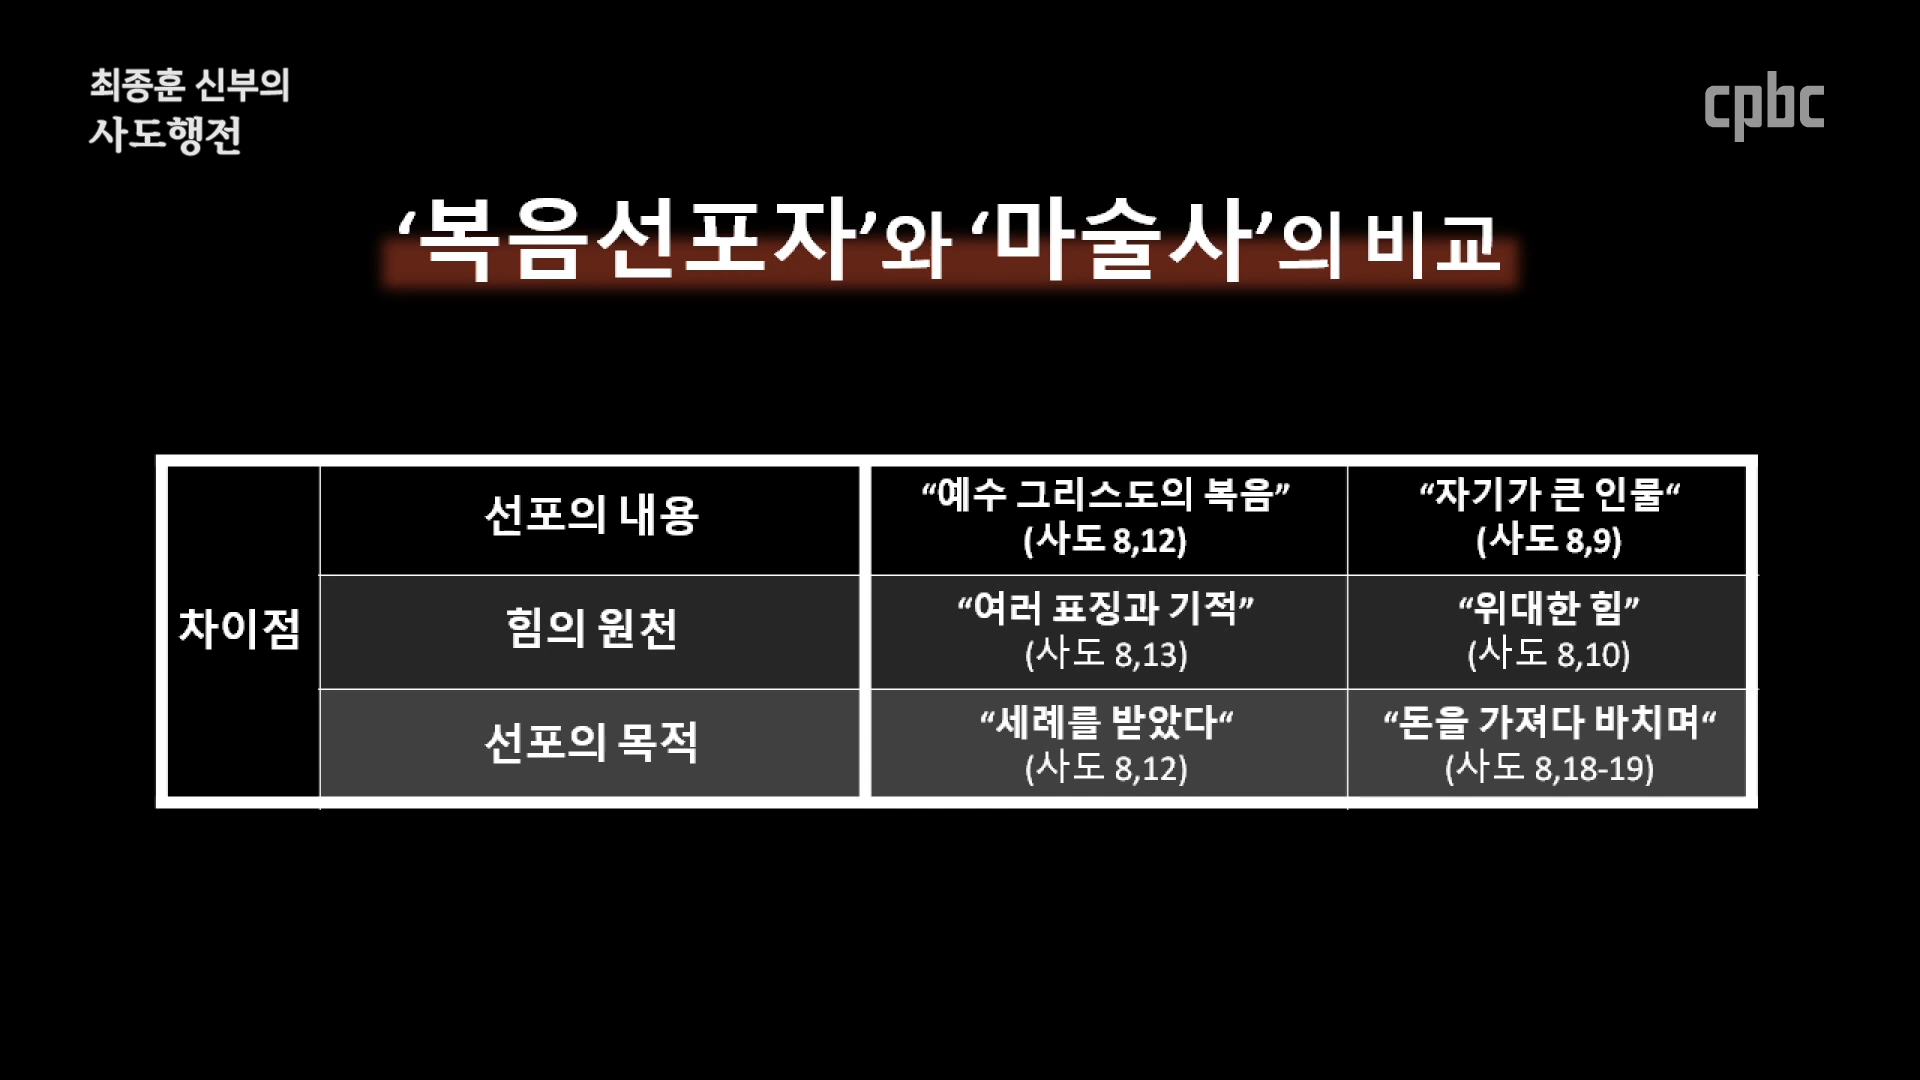 최종훈 신부의
사도행전
cpbc
‘복음선포자’와 ‘마술사’의 비교
차이점
선포의 내용
“예수 그리스도의 복음”
(사도 8,12)
“자기가 큰 인물“
(사도 8,9)
힘의 원천
“여러 표징과 기적”
(사도 8,13)
“위대한 힘”
(사도 8,10)
선포의 목적
“세례를 받았다“
(사도 8,12)
“돈을 가져다 바치며“
(사도 8,18-19)